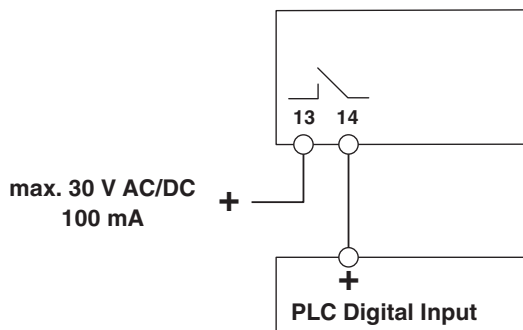 13 14
max. 30 V AC/DC
100 mA
+
+
PLC Digital Input